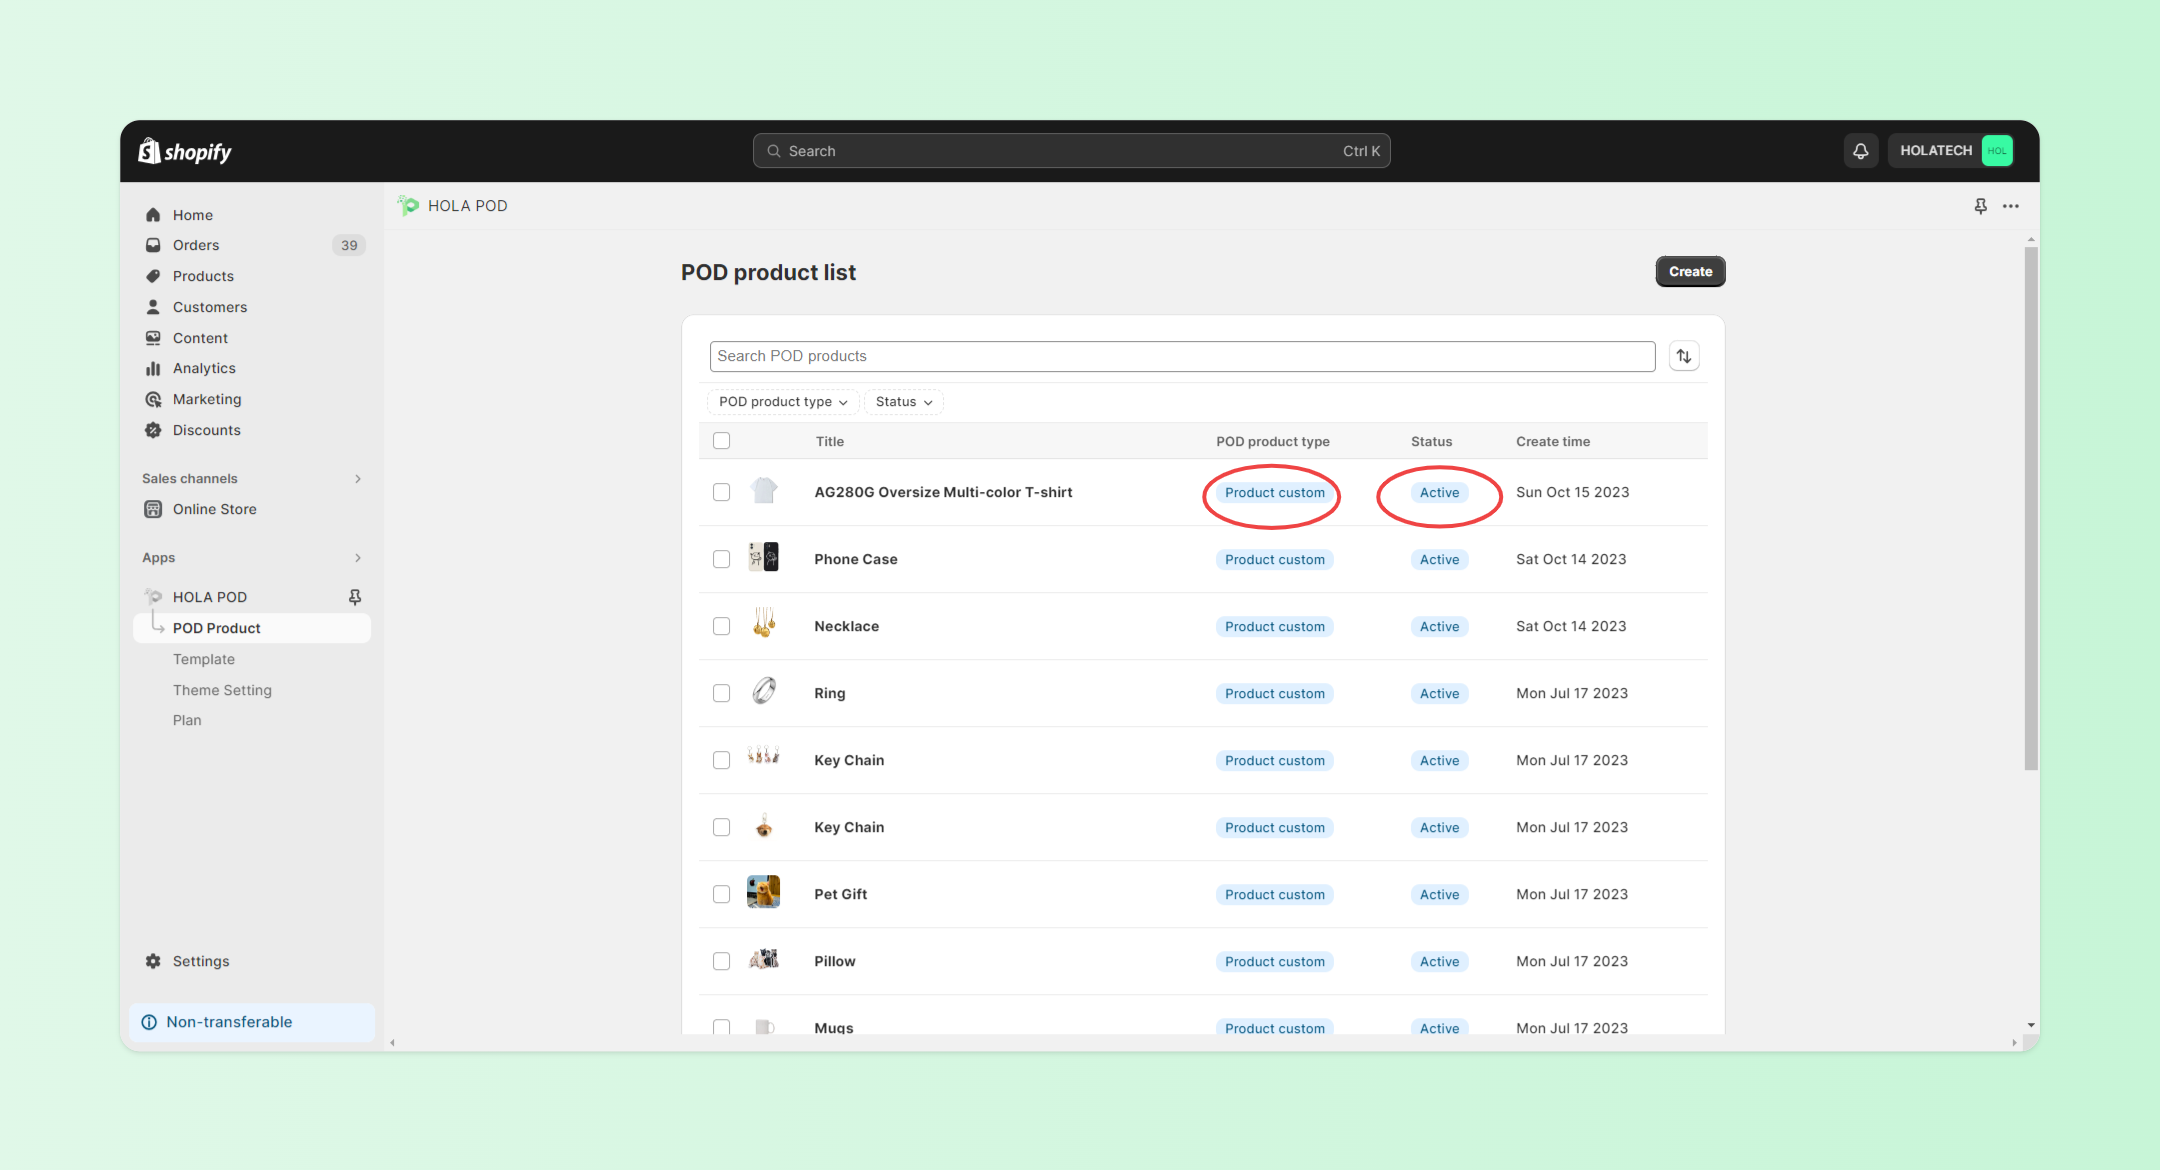 shopify
Search Ctrl K
HOLATECH HOL
Home
Orders 39
Products
Customers
Content
Analytics
Marketing
Discounts
Sales channels
Online Store
Apps
HOLA POD
POD Product
Template
Theme Setting
Plan
Settings
Non-transferable
HOLA POD
POD product list
Create
Search POD products
POD product type Status
Title POD product type Status Create time
AG280G Oversize Multi-color T-shirt Product custom Active Sun Oct 15 2023
Phone Case Product custom Active Sat Oct 14 2023
Necklace Product custom Active Sat Oct 14 2023
Ring Product custom Active Mon Jul 17 2023
Key Chain Product custom Active Mon Jul 17 2023
Key Chain Product custom Active Mon Jul 17 2023
Pet Gift Product custom Active Mon Jul 17 2023
Pillow Product custom Active Mon Jul 17 2023
Mugs Product custom Active Mon Jul 17 2023